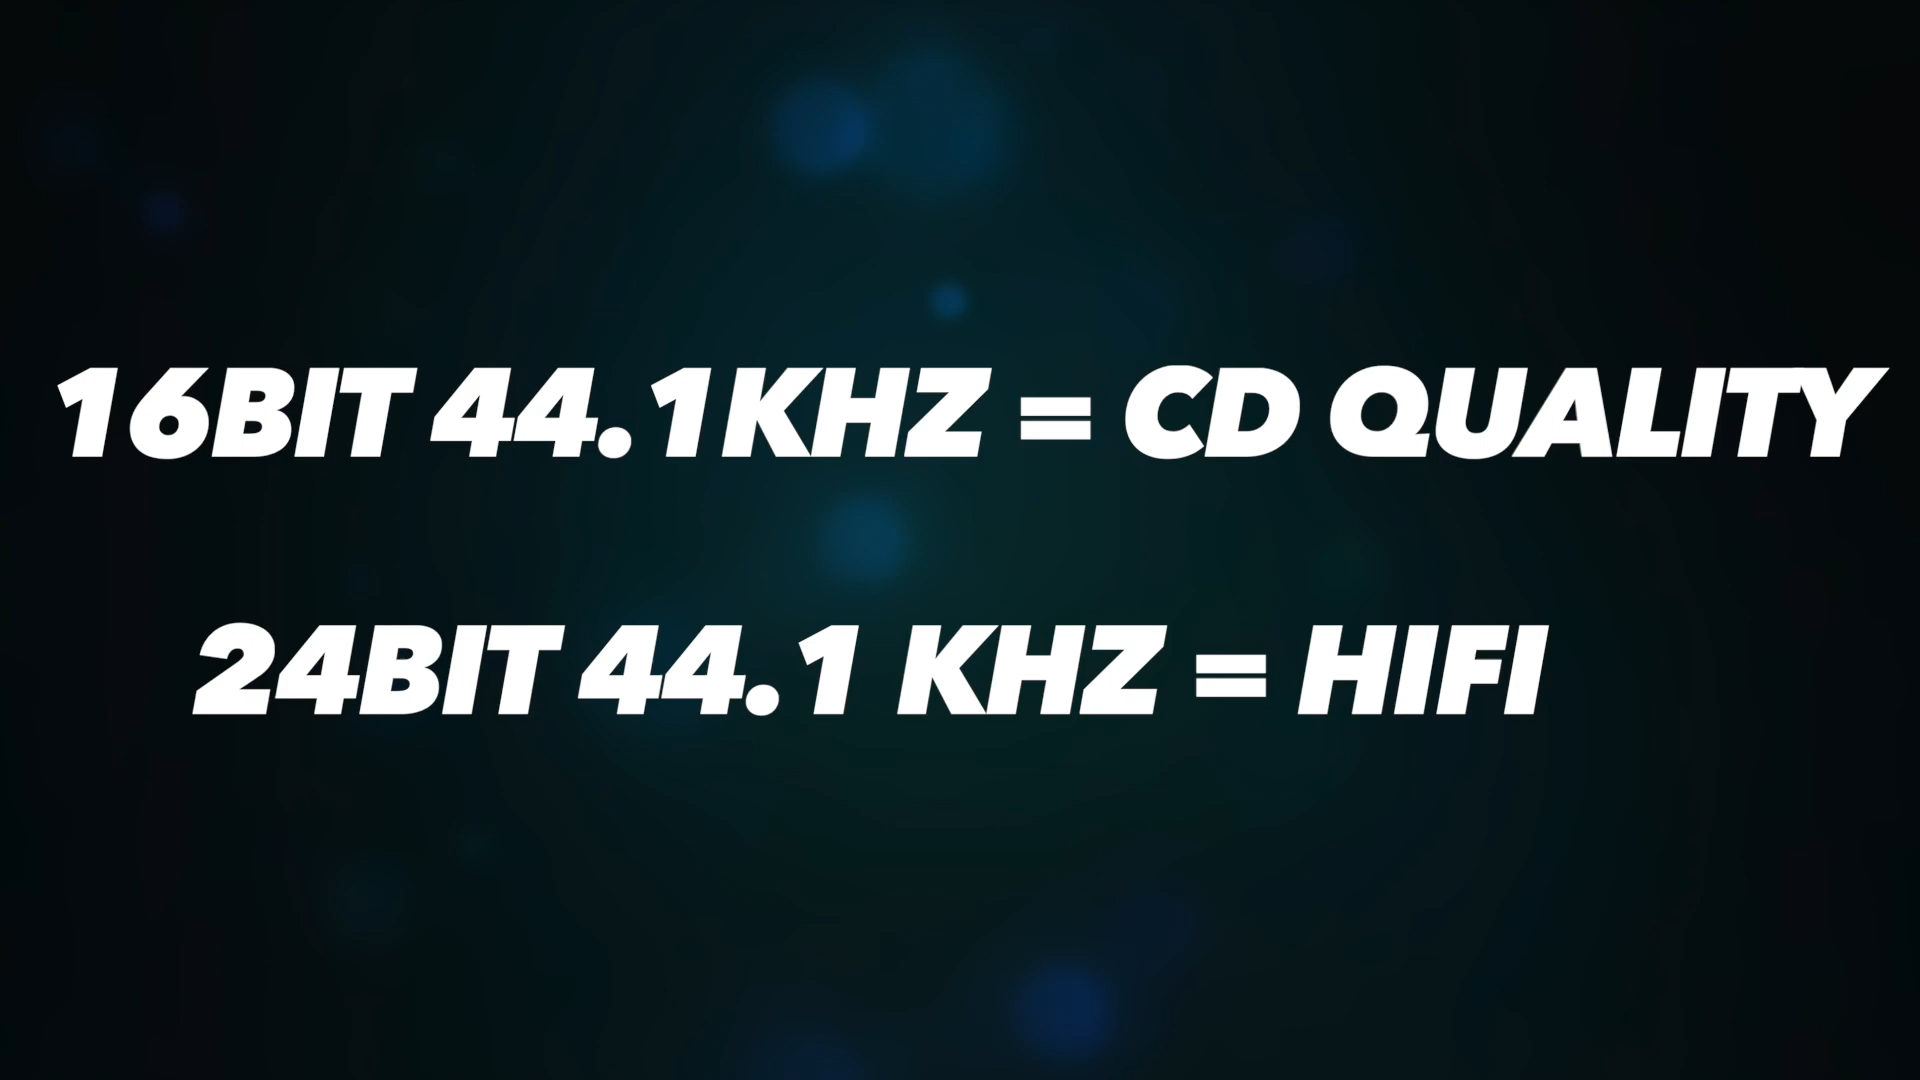 16BIT 44.1KHZ = CD QUALITY
24BIT 44.1 KHZ = HIFI